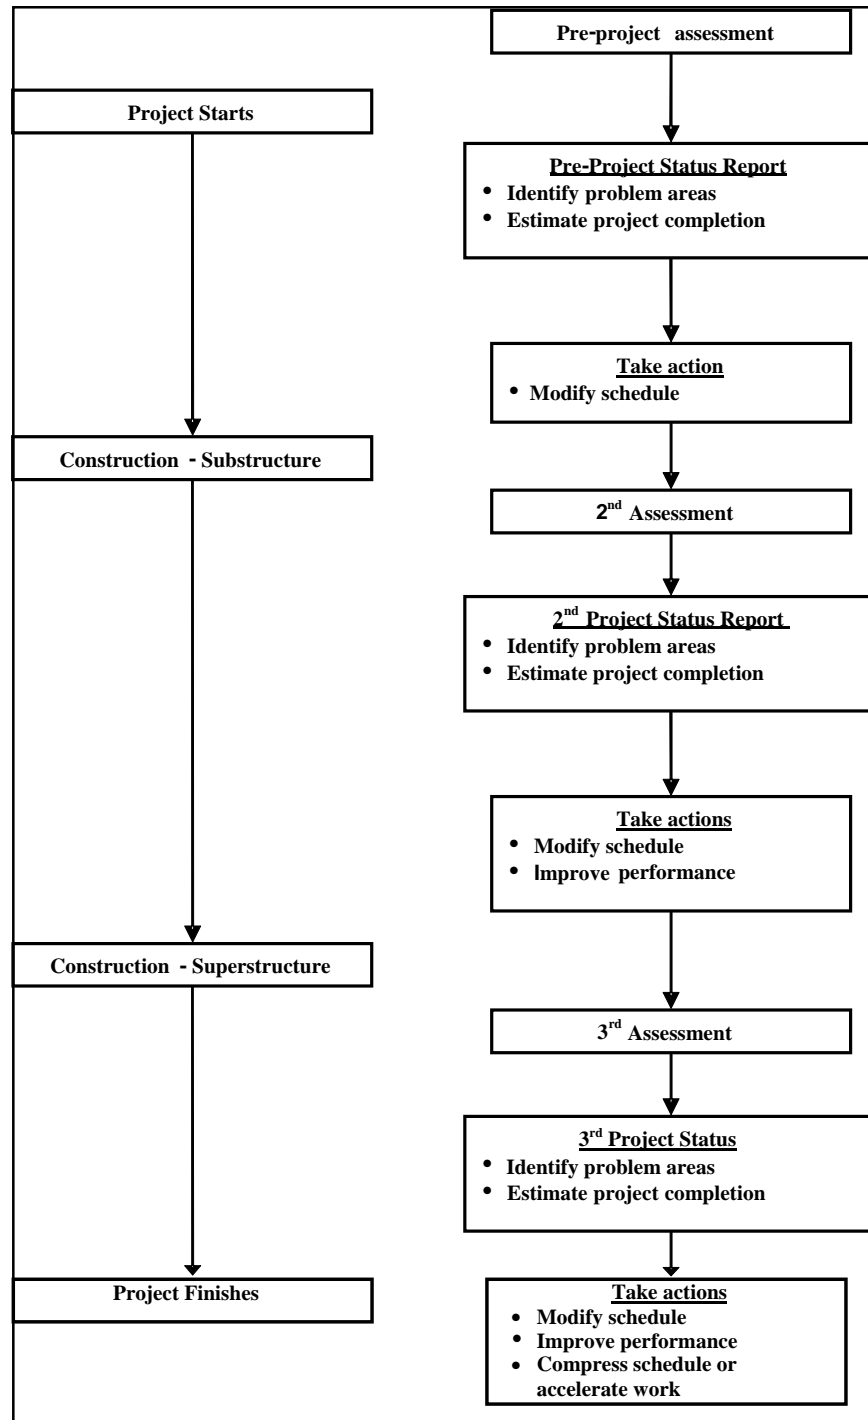 Pre-project assessment
Project Starts
Pre-Project Status Report
• Identify problem areas
• Estimate project completion
Take action
• Modify schedule
Construction - Substructure
2nd Assessment
2nd Project Status Report
• Identify problem areas
• Estimate project completion
Take actions
• Modify schedule
• Improve performance
Construction - Superstructure
3rd Assessment
3rd Project Status
• Identify problem areas
• Estimate project completion
Project Finishes
Take actions
• Modify schedule
• Improve performance
• Compress schedule or
accelerate work